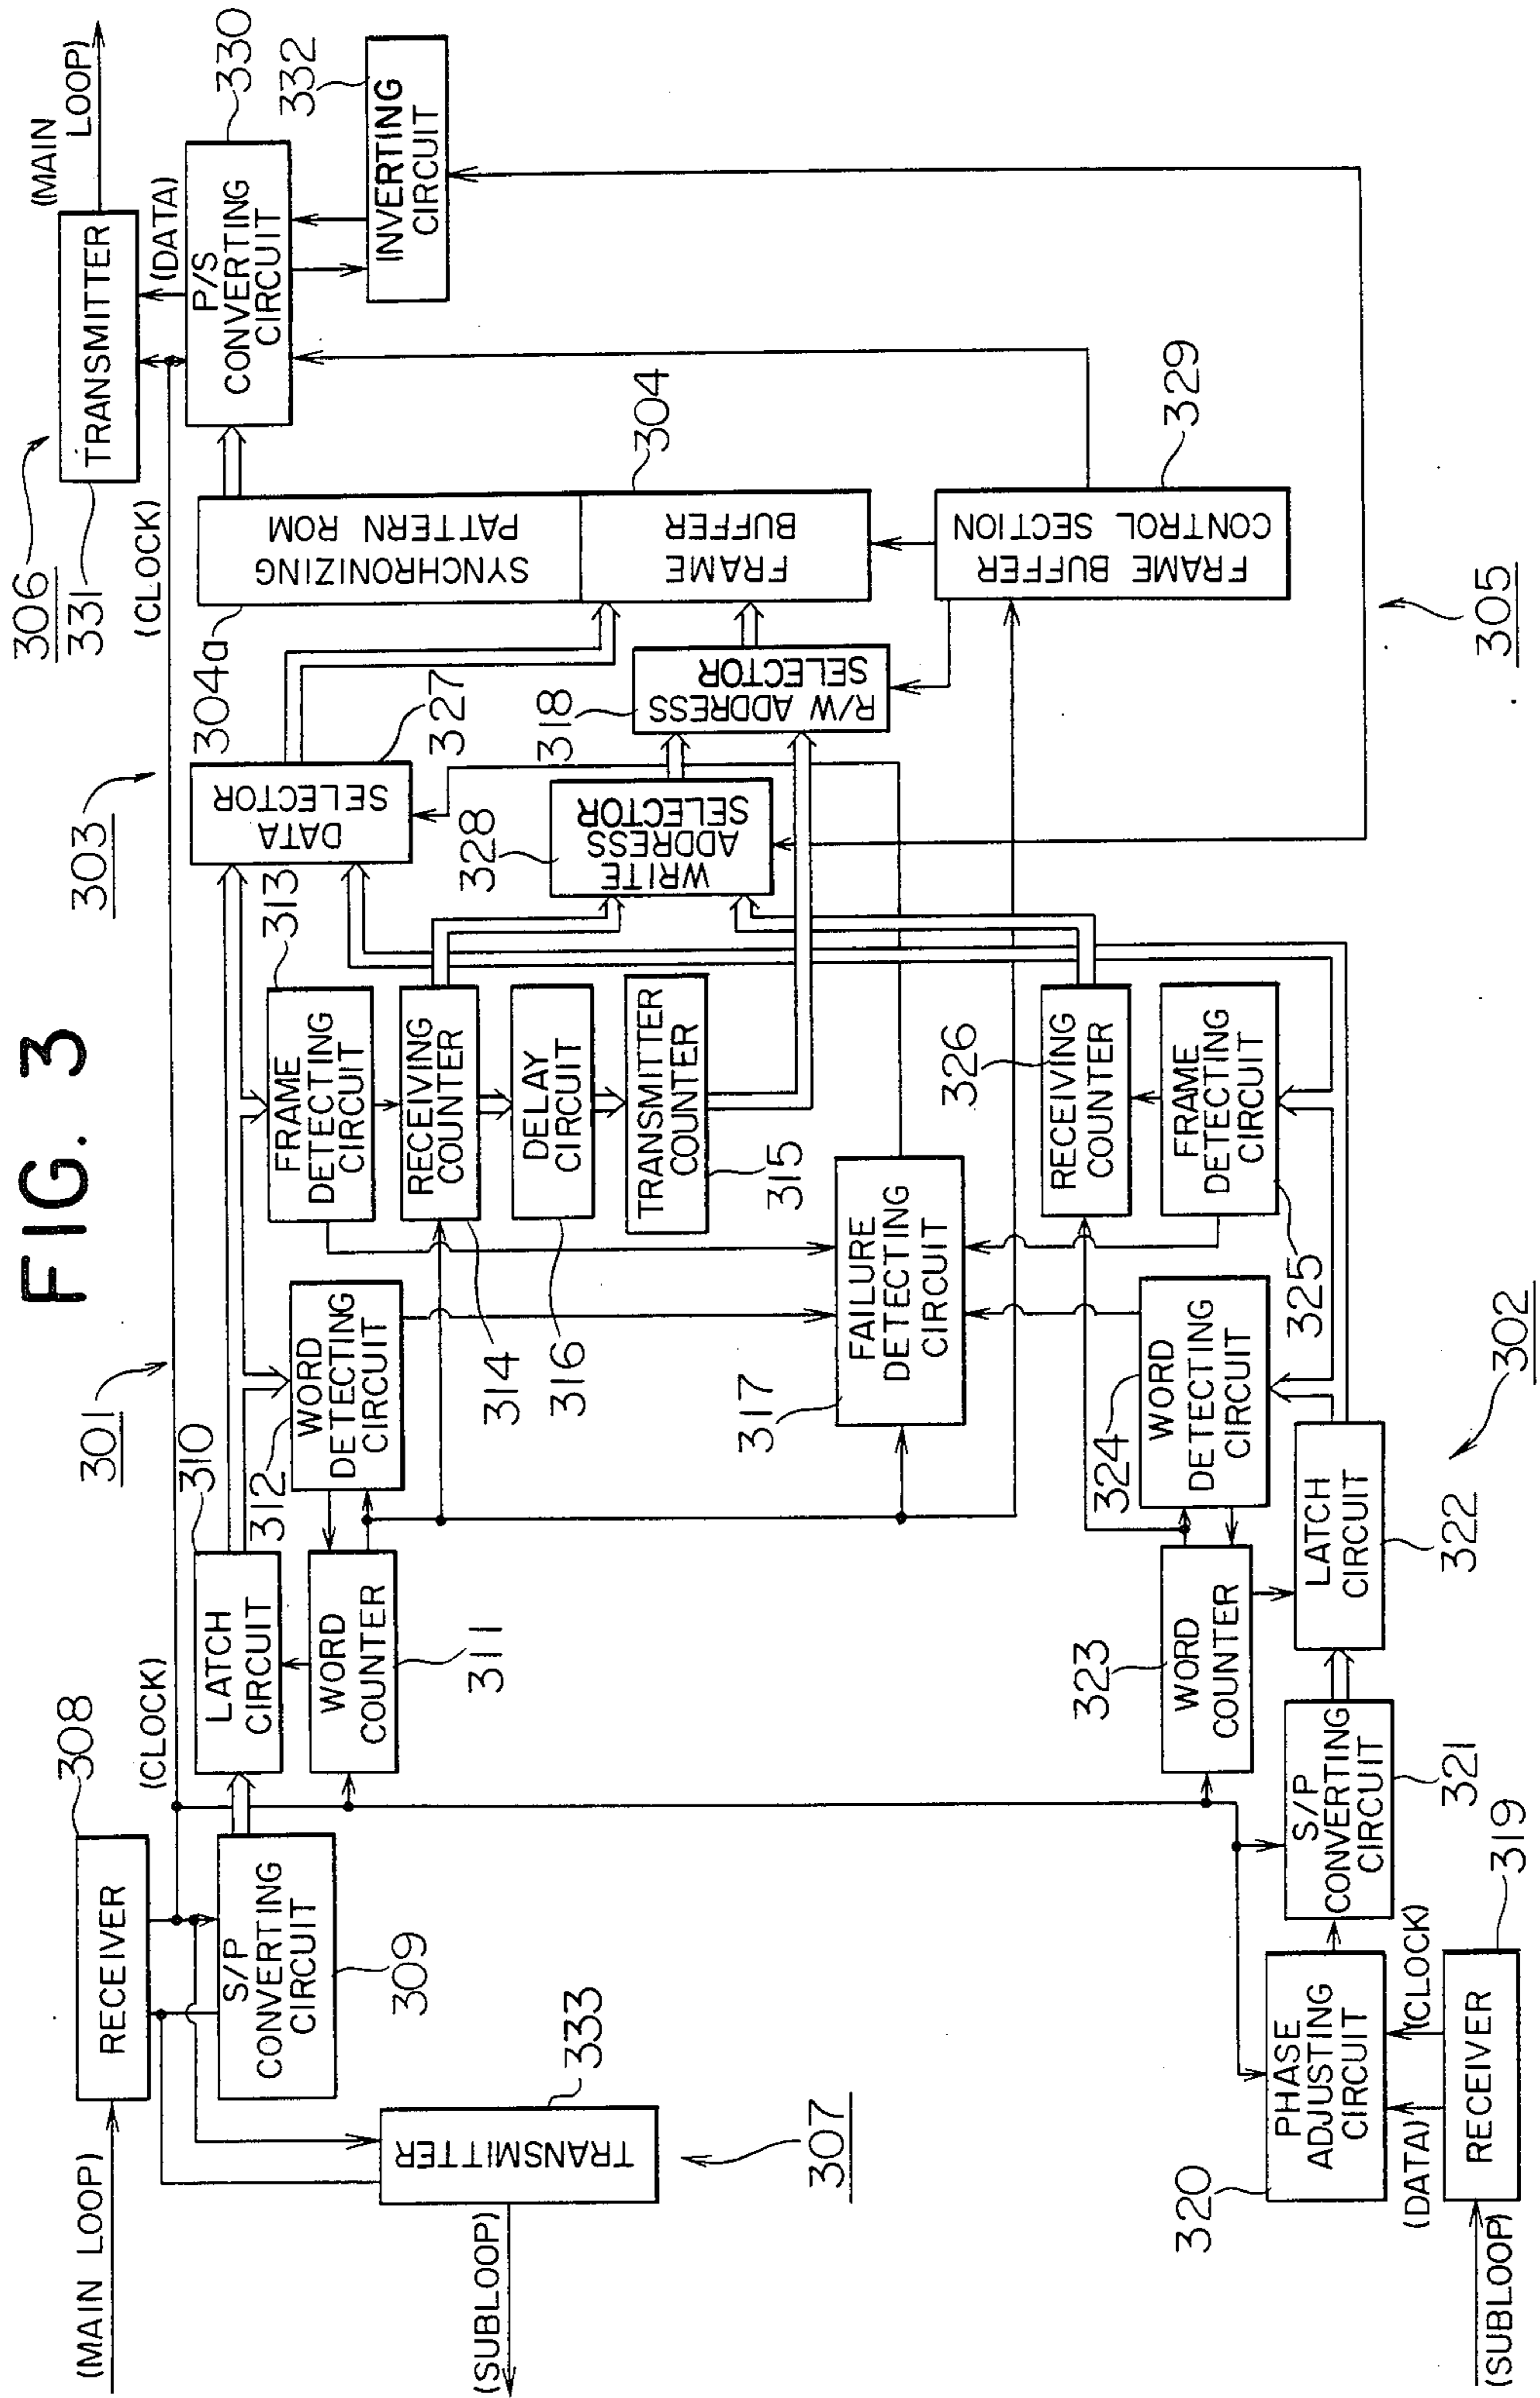 FIG. 3
301
303
306
331
TRANSMITTER
(MAIN
LOOP)
(MAIN LOOP)
RECEIVER
308
(CLOCK)
(CLOCK)
(DATA)
P/S
CONVERTING
CIRCUIT
330
S/P
CONVERTING
CIRCUIT
309
LATCH
CIRCUIT
310
WORD
COUNTER
311
312
WORD
DETECTING
CIRCUIT
FRAME
DETECTING
CIRCUIT
313
RECEIVING
COUNTER
314
DELAY
CIRCUIT
316
TRANSMITTER
COUNTER
315
DATA
SELECTOR
327
304a
SYNCHRONIZING
PATTERN ROM
FRAME
BUFFER
304
INVERTING
CIRCUIT
332
328
WRITE
ADDRESS
SELECTOR
318
R/W ADDRESS
SELECTOR
TRANSMITTER
333
(SUBLOOP)
307
317
FAILURE
DETECTING
CIRCUIT
FRAME BUFFER
CONTROL SECTION
329
326
RECEIVING
COUNTER
FRAME
DETECTING
CIRCUIT
325
324
WORD
DETECTING
CIRCUIT
323
WORD
COUNTER
LATCH
CIRCUIT
322
S/P
CONVERTING
CIRCUIT
321
320
PHASE
ADJUSTING
CIRCUIT
(DATA)
(CLOCK)
RECEIVER
319
(SUBLOOP)
302
305